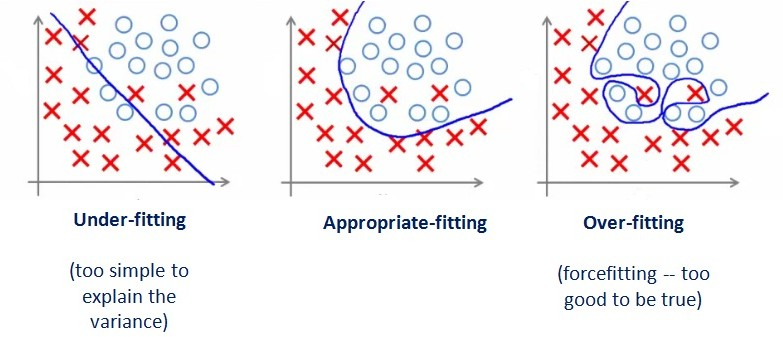 Under-fitting
Appropriate-fitting
Over-fitting
(too simple to
explain the
variance)
(forcefitting -- too
good to be true)